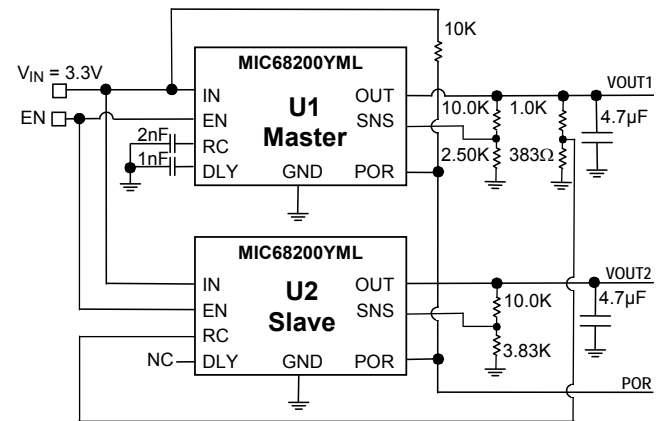 10K
V_IN = 3.3V
EN
MIC68200YML
U1
Master
IN
EN
RC
DLY
GND
OUT
SNS
POR
2nF
1nF
10.0K
2.50K
1.0K
383Ω
VOUT1
4.7µF
MIC68200YML
U2
Slave
IN
EN
RC
DLY
GND
OUT
SNS
POR
NC
10.0K
3.83K
VOUT2
4.7µF
POR